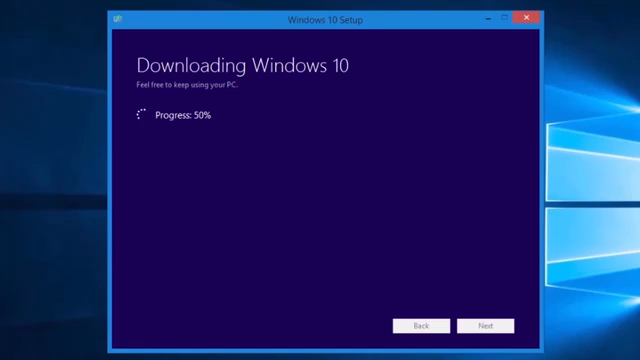 Windows 10 Setup
Downloading Windows 10
Feel free to keep using your PC.
Progress: 50%
Back
Next